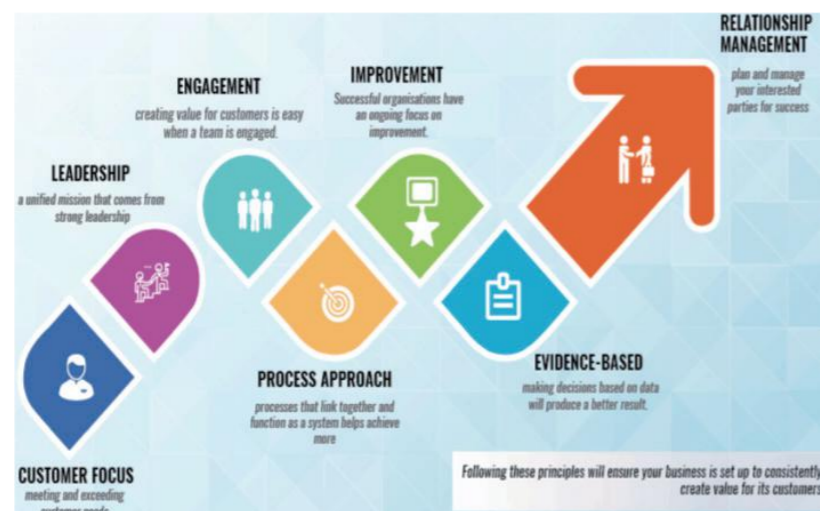 RELATIONSHIP
MANAGEMENT
plan and manage
your interested
parties for success
IMPROVEMENT
Successful organisations have
an ongoing focus on
improvement.
ENGAGEMENT
creating value for customers is easy
when a team is engaged.
LEADERSHIP
a unified mission that comes from
strong leadership
PROCESS APPROACH
processes that link together and
function as a system helps achieve
more
EVIDENCE-BASED
making decisions based on data
will produce a better result.
CUSTOMER FOCUS
meeting and exceeding
customer needs
Following these principles will ensure your business is set up to consistently
create value for its customers